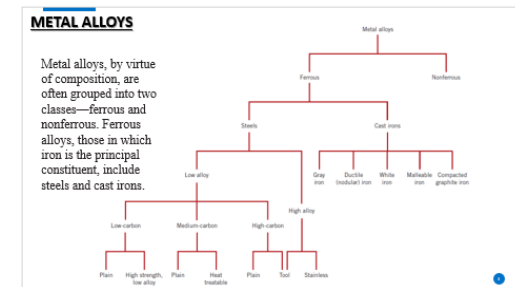 METAL ALLOYS
Metal alloys, by virtue
of composition, are
often grouped into two
classes—ferrous and
nonferrous. Ferrous
alloys, those in which
iron is the principal
constituent, include
steels and cast irons.
Metal alloys
Ferrous
Nonferrous
Steels
Cast irons
Low alloy
Gray
iron
Ductile
(nodular) iron
White
iron
Malleable
iron
Compacted
graphite iron
High alloy
Low-carbon
Medium-carbon
High-carbon
Plain
High strength,
low alloy
Plain
Heat
treatable
Plain
Tool
Stainless